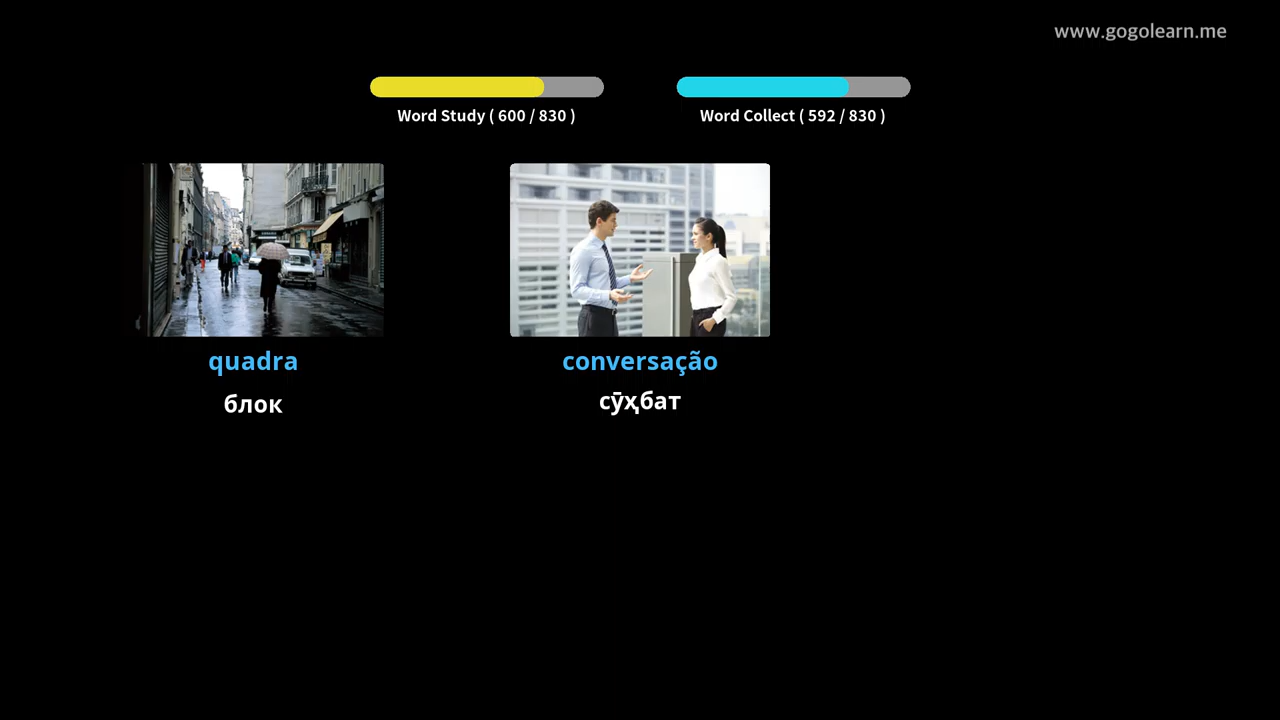 www.gogolearn.me
Word Study ( 600 / 830 )
Word Collect ( 592 / 830 )
quadra
блок
conversação
сӯҳбат